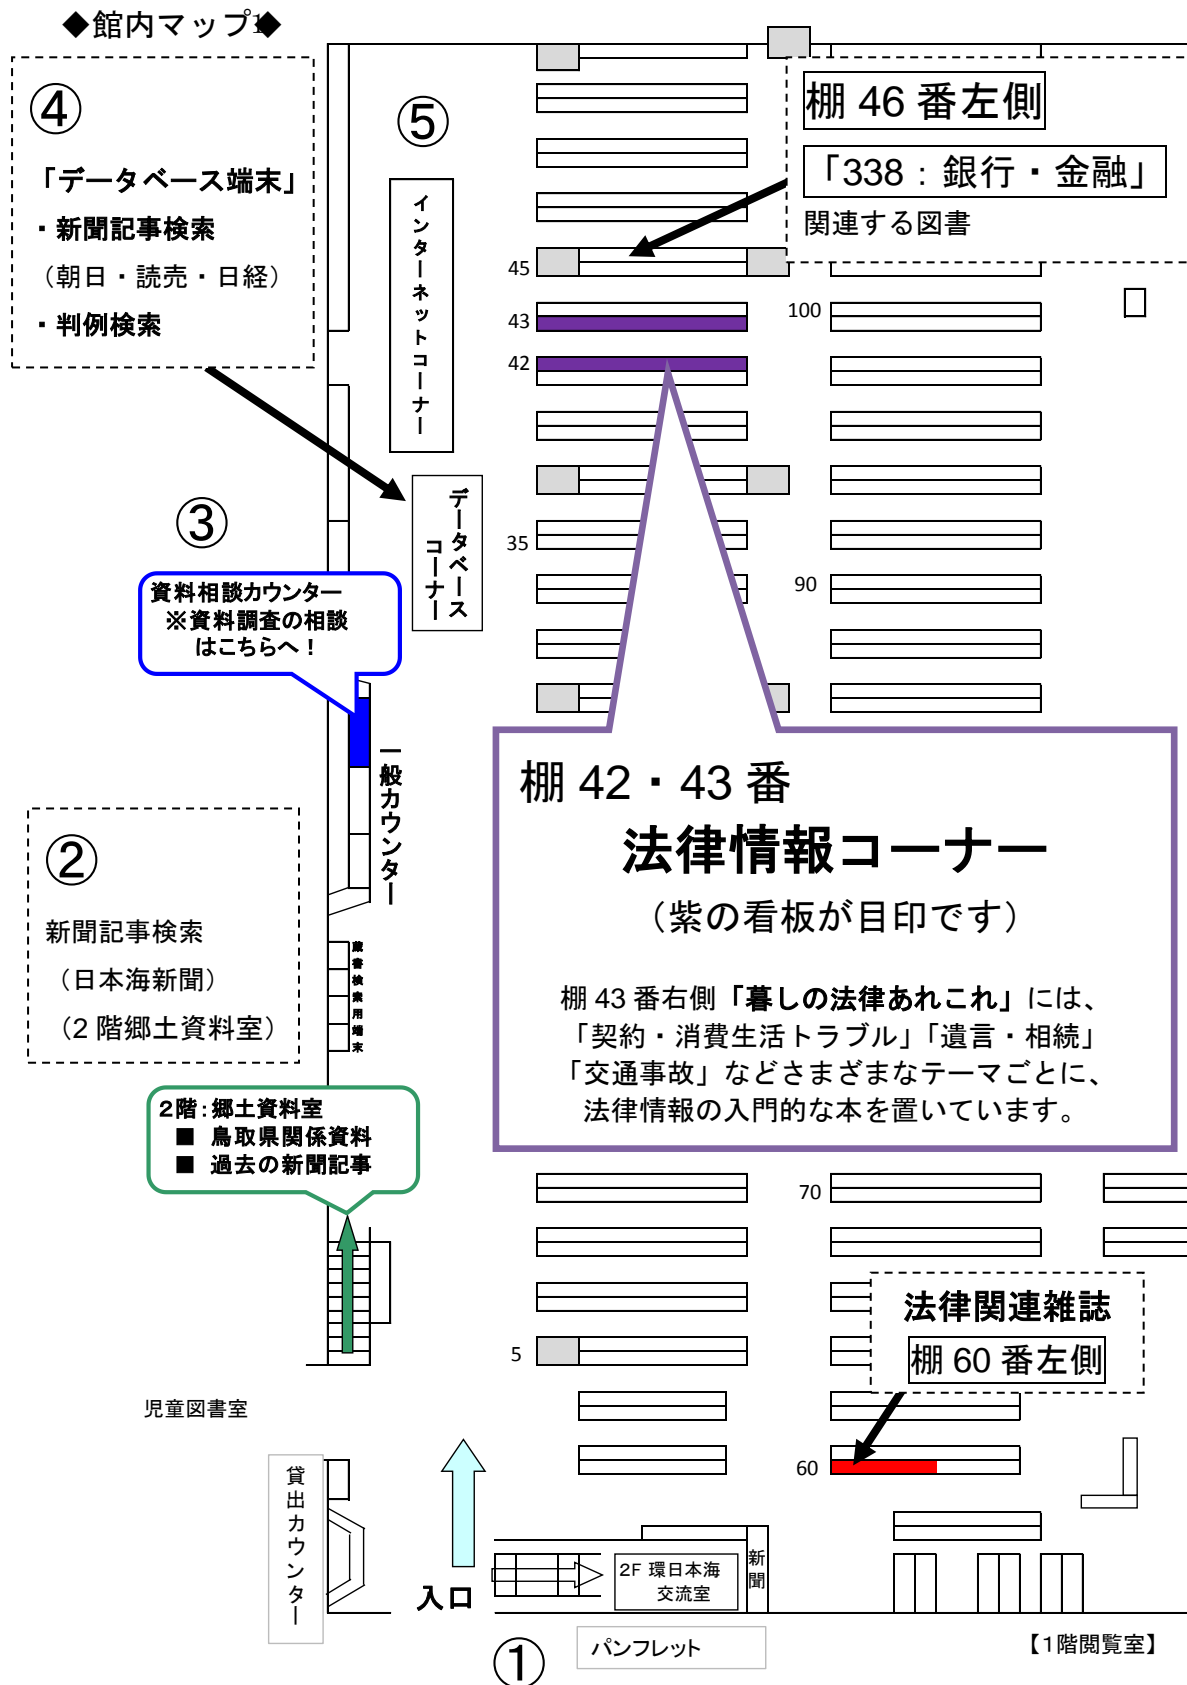 ◆館内マップ1◆
④
「データベース端末」
・新聞記事検索
（朝日・読売・日経）
・判例検索
⑤
インターネットコーナー
棚 46 番左側
「338：銀行・金融」
関連する図書
45
43
42
100
35
90
データベース
コーナー
③
資料相談カウンター
※資料調査の相談
はこちらへ！
一般カウンター
②
新聞記事検索
（日本海新聞）
（2 階郷土資料室）
蔵書検索用端末
棚 42・43 番
法律情報コーナー
（紫の看板が目印です）
棚 43 番右側「暮しの法律あれこれ」には、
「契約・消費生活トラブル」「遺言・相続」
「交通事故」などさまざまなテーマごとに、
法律情報の入門的な本を置いています。
2階：郷土資料室
■ 鳥取県関係資料
■ 過去の新聞記事
70
5
法律関連雑誌
棚 60 番左側
60
児童図書室
貸出カウンター
入口
2F 環日本海
交流室
新聞
①
パンフレット
【1階閲覧室】